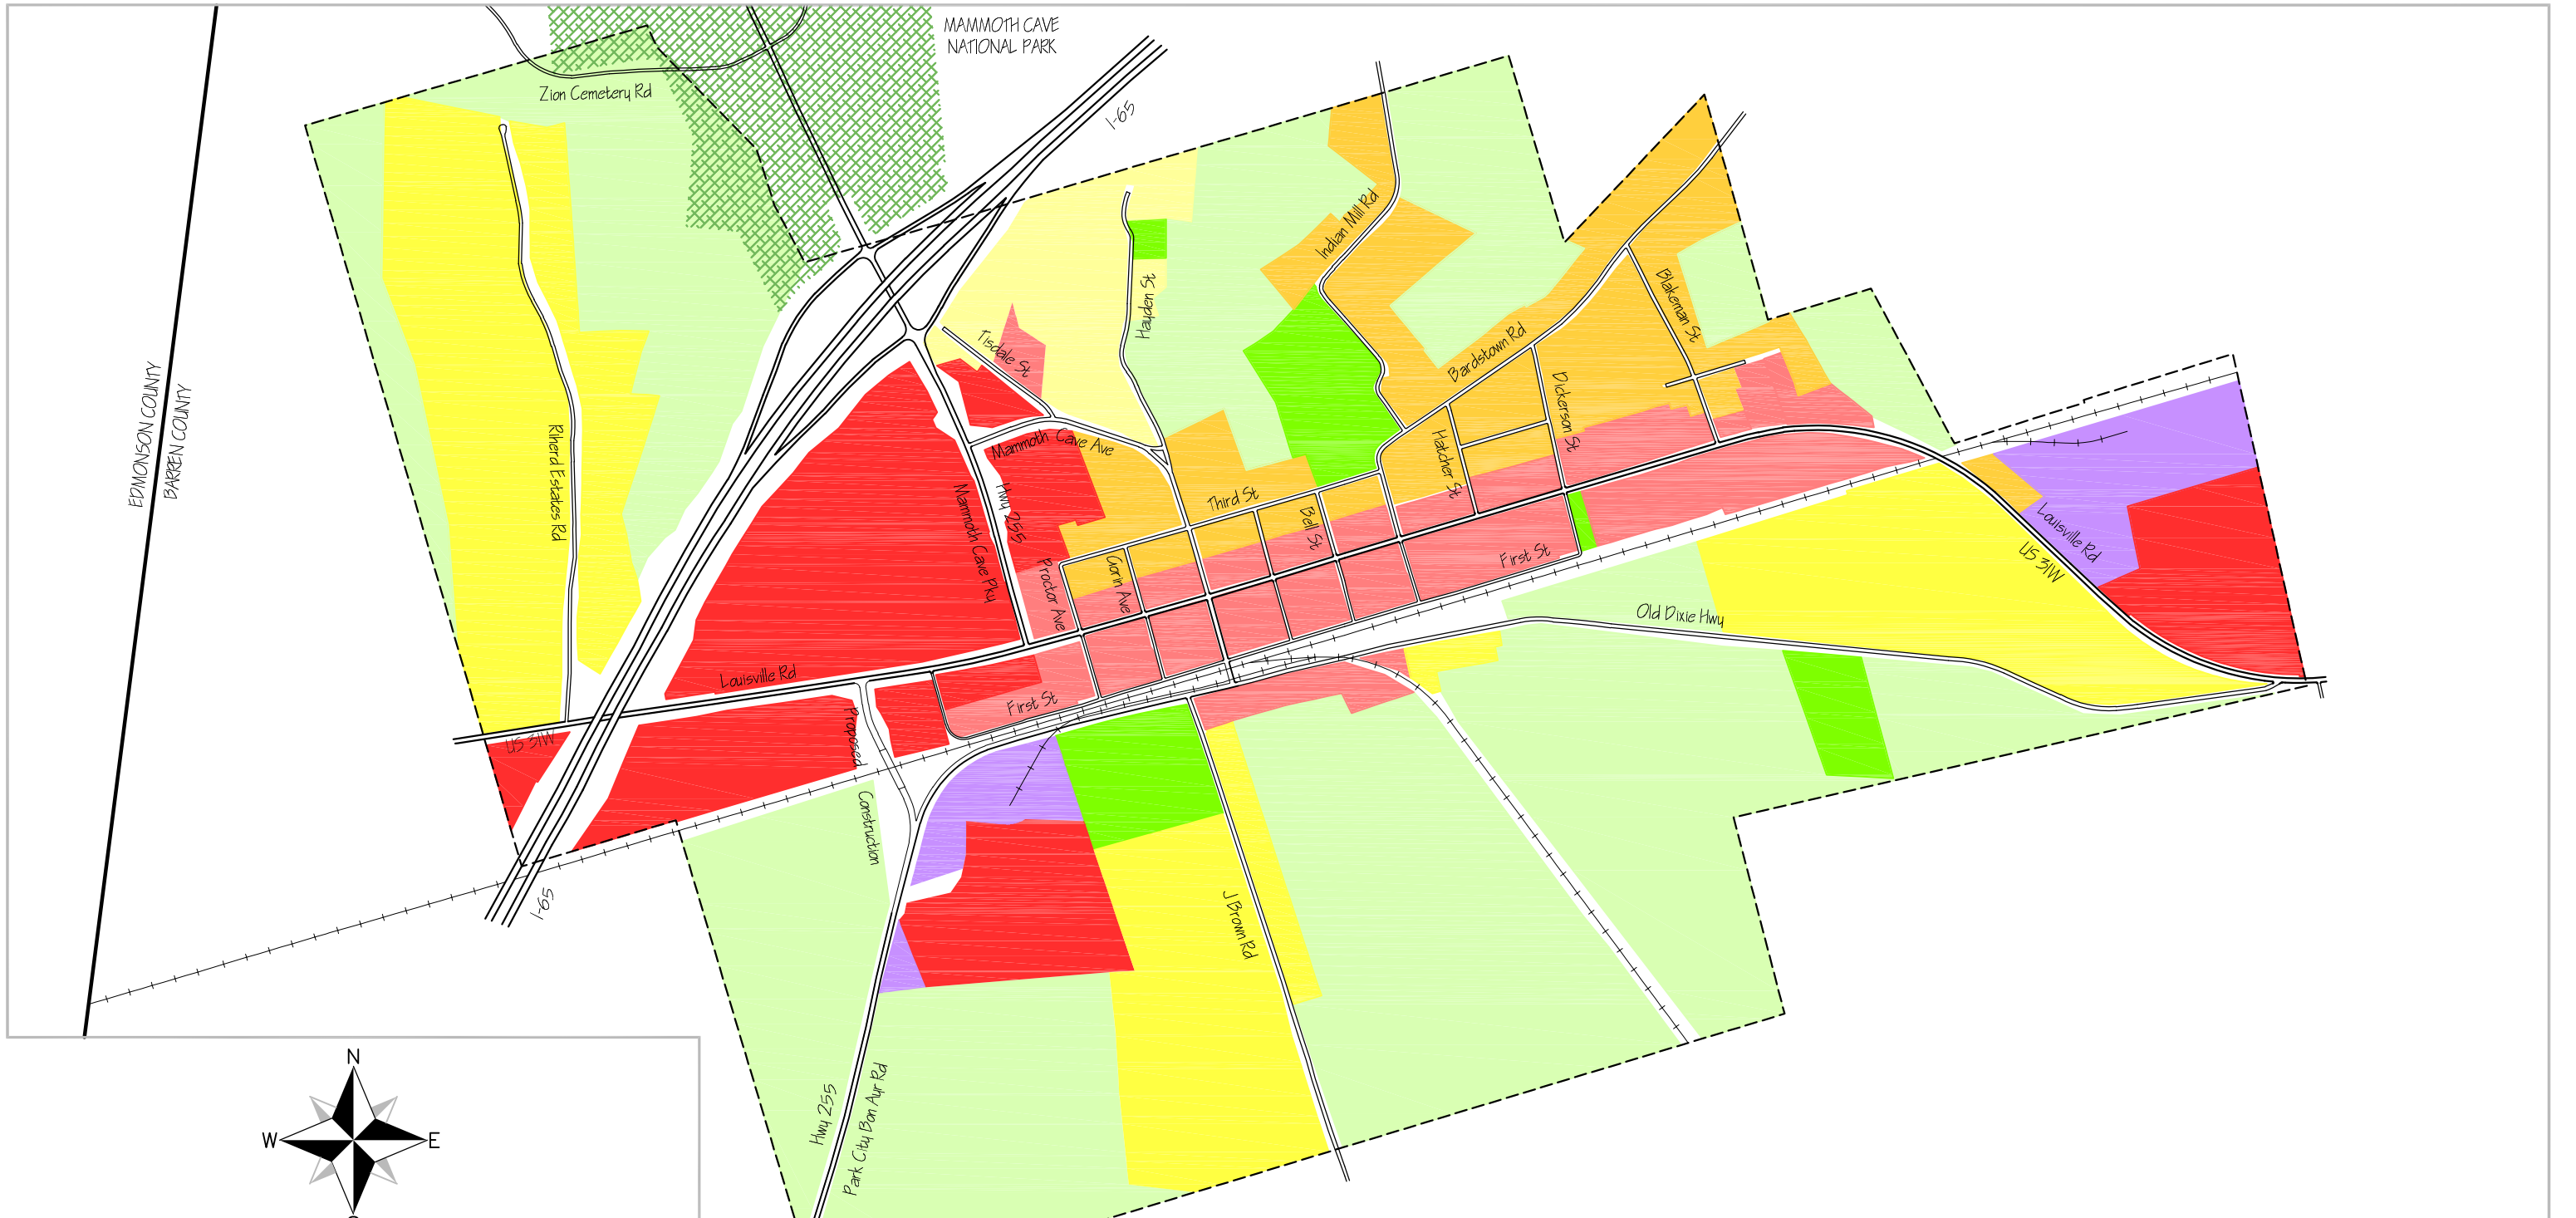 MAMMOTH CAVE
NATIONAL PARK
Zion Cemetery Rd
I-65
Indian Mill Rd
Hayden St
Blakeman St
Tisdale St
Bardstown Rd
EDMONSON COUNTY
BARREN COUNTY
Riherd Estates Rd
Mammoth Cave Ave
Dickerson St
Hatcher St
Mammoth Cave Pky
Hwy 255
Third St
Bell St
Louisville Rd
US 31W
First St
Proctor Ave
Gorin Ave
Old Dixie Hwy
Louisville Rd
First St
US 31W
Proposed
Construction
I-65
J Brown Rd
Hwy 255
Park City Bon Aur Rd
N
W
E